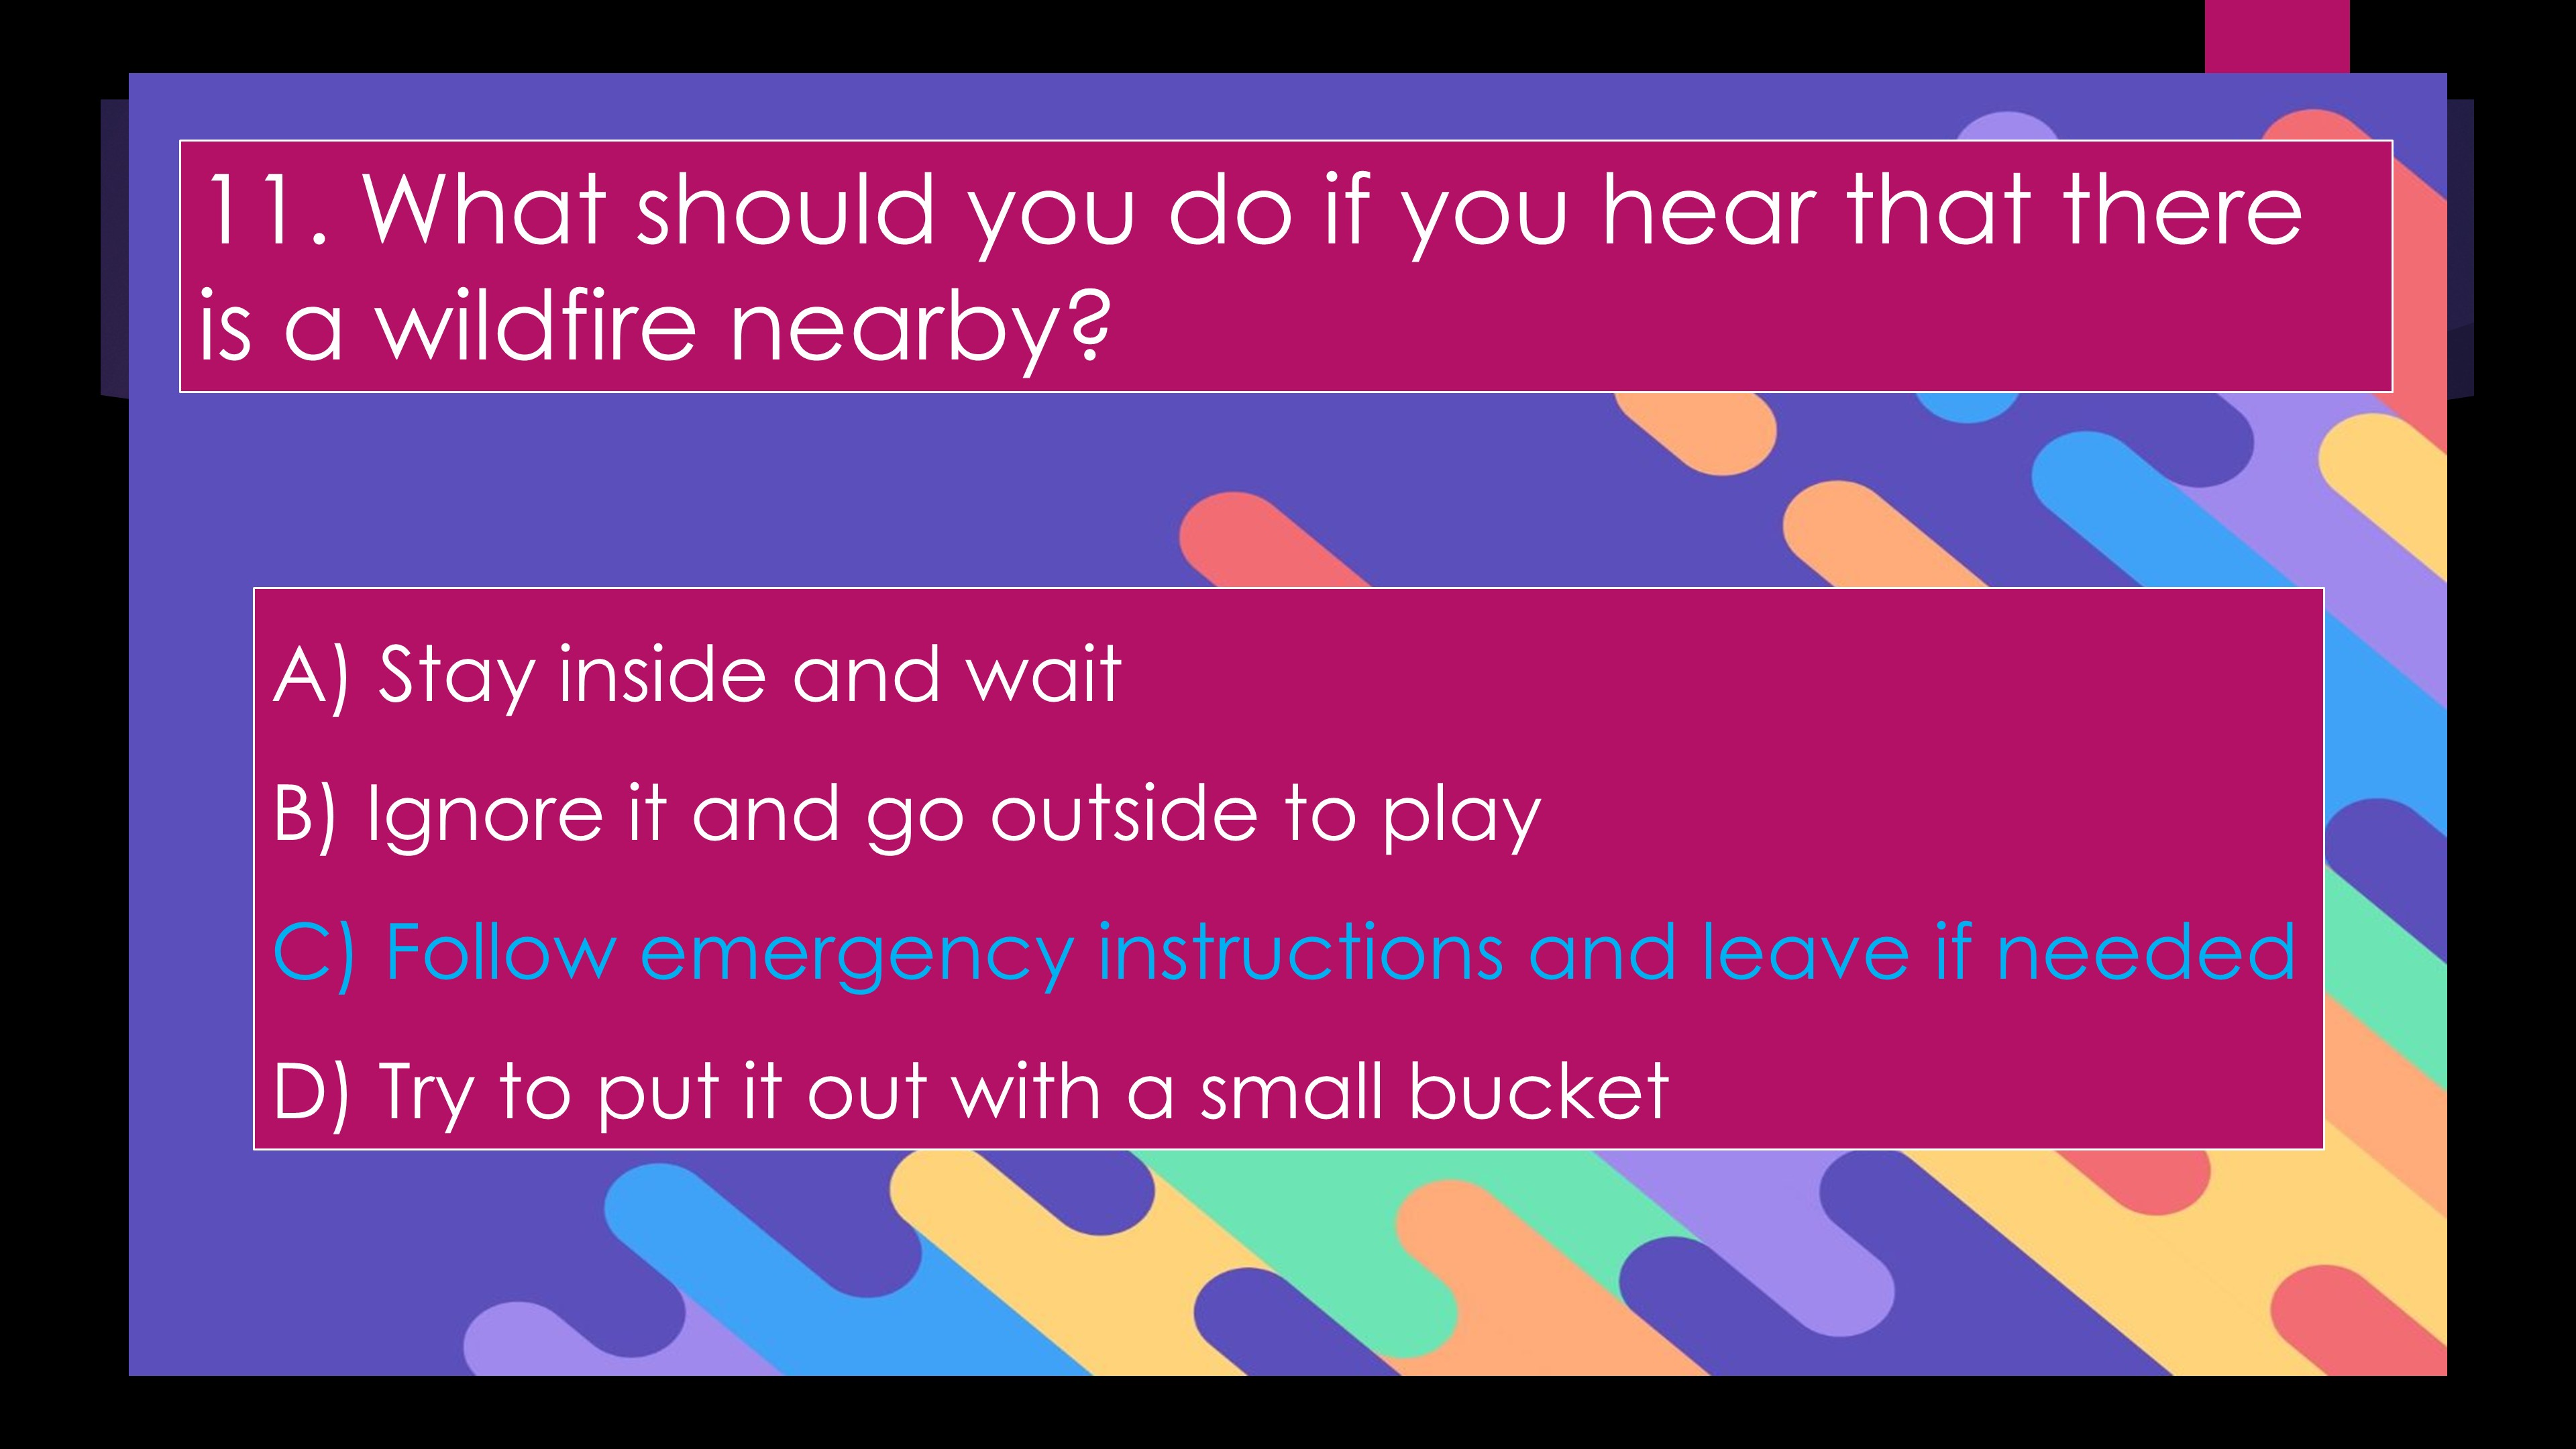 11. What should you do if you hear that there
is a wildfire nearby?
A) Stay inside and wait
B) Ignore it and go outside to play
C) Follow emergency instructions and leave if needed
D) Try to put it out with a small bucket